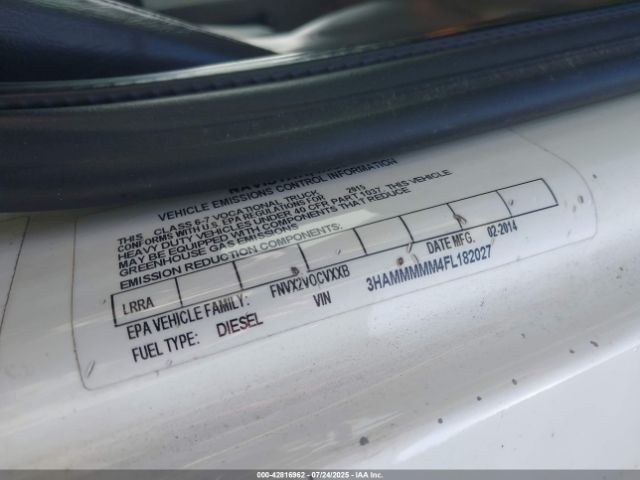 VEHICLE EMISSIONS CONTROL INFORMATION
THIS CLASS 6-7 VOCATIONAL TRUCK
CONFORMS WITH U.S. EPA REGULATIONS FOR 2015
HEAVY DUTY VEHICLES UNDER 40 CFR PART 1037. THIS VEHICLE
MAY BE EQUIPPED WITH COMPONENTS THAT REDUCE
GREENHOUSE GAS EMISSIONS
EMISSION REDUCTION COMPONENTS:
LRRA
EPA VEHICLE FAMILY: FNVX2VOCVXXB DATE MFG. 02-2014
FUEL TYPE: DIESEL VIN 3HAMMMMM4FL182027
000-42816962 / 07/24/2025 / IAAI.COM